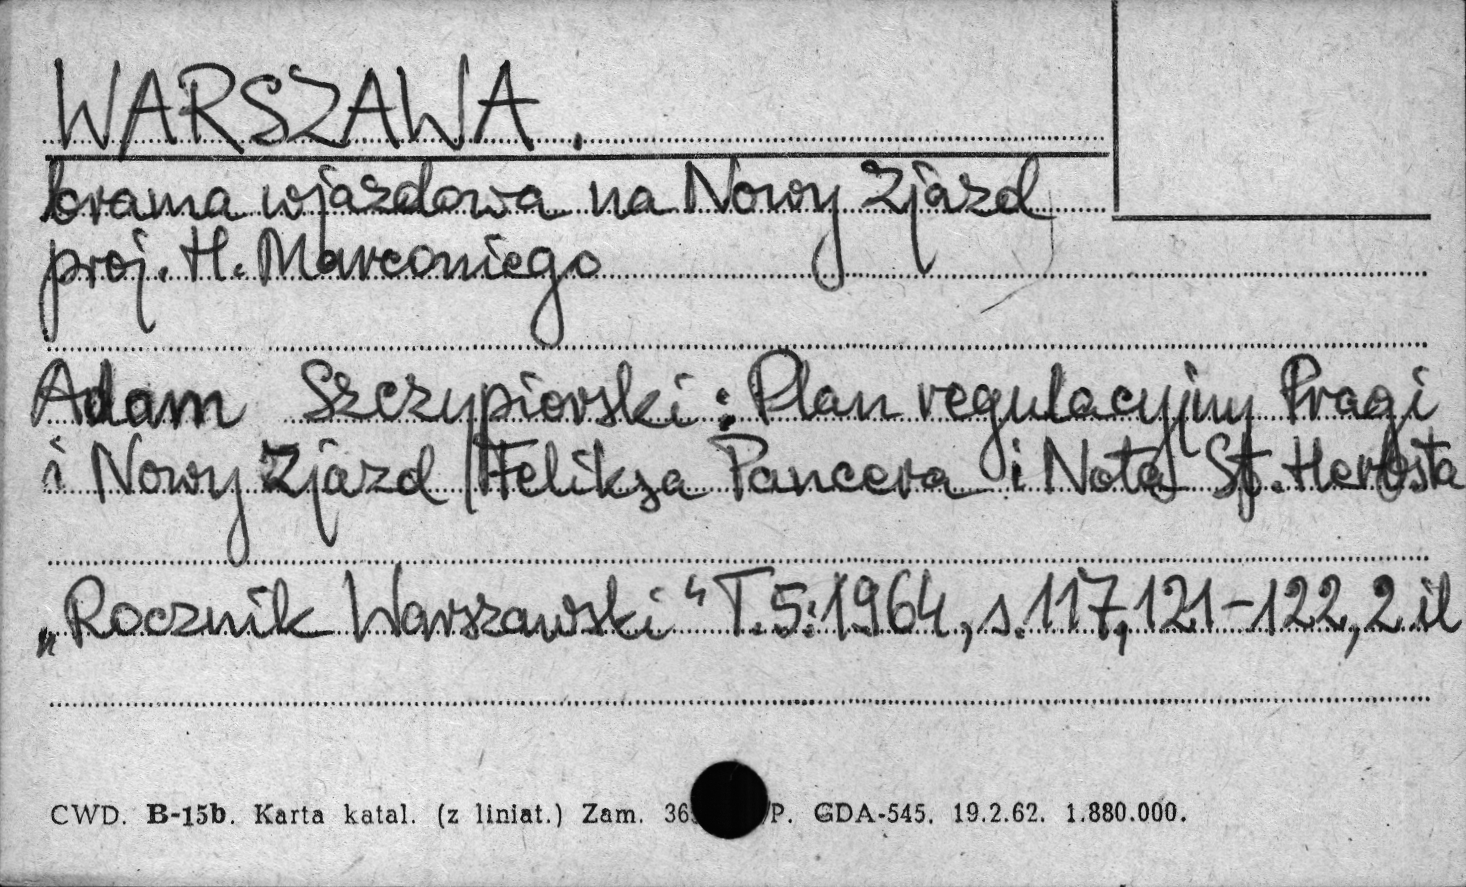 WARSZAWA.
brama wjazdowa na Nowy Zjazd
proj. H. Marconiego
Adam Szczypiorski: Plan regulacyjny Pragi
i Nowy Zjazd Feliksa Pancera i Nota St. Herbsta
„Rocznik Warszawski" T.5:1964, s.117,121-122, 2 il
CWD. B-15b. Karta katal. (z liniat.) Zam. 36 P. GDA-545. 19.2.62. 1.880.000.